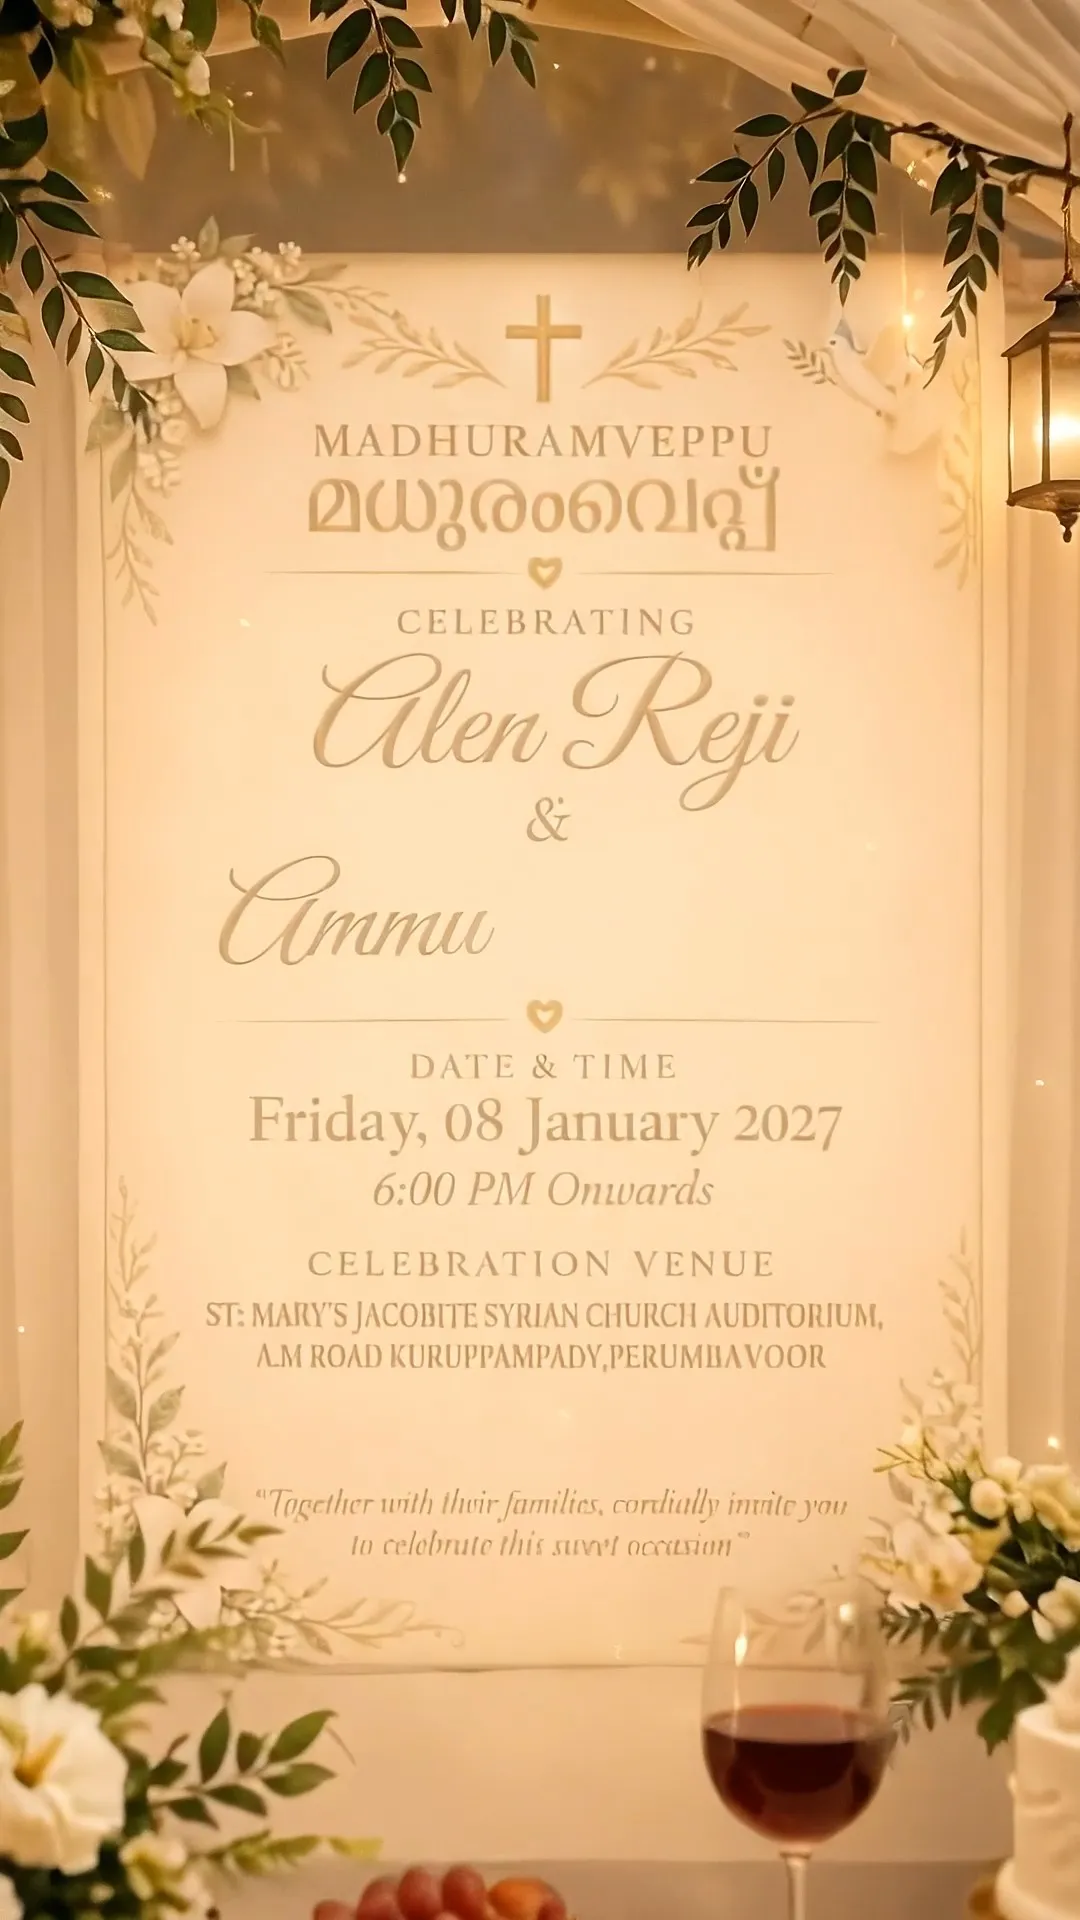 MADHURAMVEPPU
മധുരംവെപ്പ്
CELEBRATING
Alen Reji
&
Ammu
DATE & TIME
Friday, 08 January 2027
6:00 PM Onwards
CELEBRATION VENUE
ST: MARY'S JACOBITE SYRIAN CHURCH AUDITORIUM,
A.M ROAD KURUPPAMPADY,PERUMBAVOOR
"Together with their families, cordially invite you
to celebrate this sweet occasion"